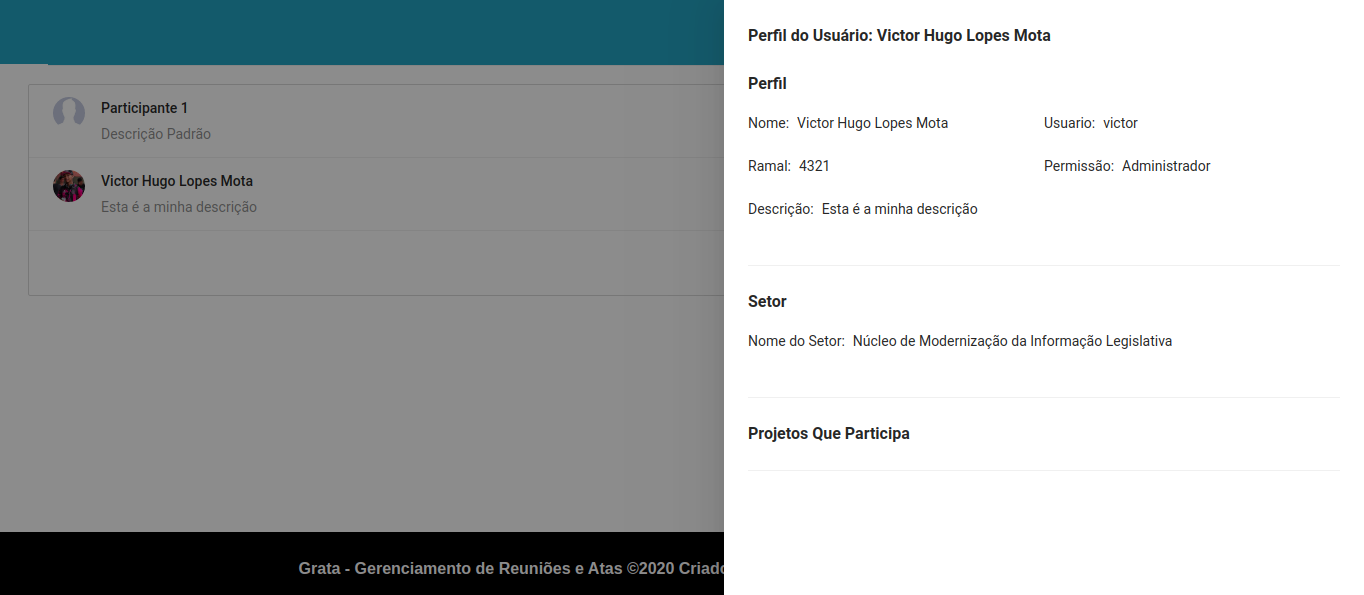 Participante 1
Descrição Padrão
Victor Hugo Lopes Mota
Esta é a minha descrição
Grata - Gerenciamento de Reuniões e Atas ©2020 Criado
Perfil do Usuário: Victor Hugo Lopes Mota
Perfil
Nome: Victor Hugo Lopes Mota Usuario: victor
Ramal: 4321 Permissão: Administrador
Descrição: Esta é a minha descrição
Setor
Nome do Setor: Núcleo de Modernização da Informação Legislativa
Projetos Que Participa